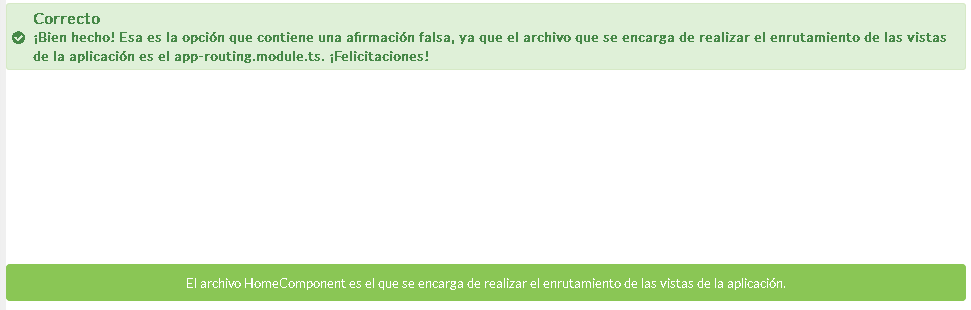 Correcto
¡Bien hecho! Esa es la opción que contiene una afirmación falsa, ya que el archivo que se encarga de realizar el enrutamiento de las vistas
de la aplicación es el app-routing.module.ts. ¡Felicitaciones!
El archivo HomeComponent es el que se encarga de realizar el enrutamiento de las vistas de la aplicación.